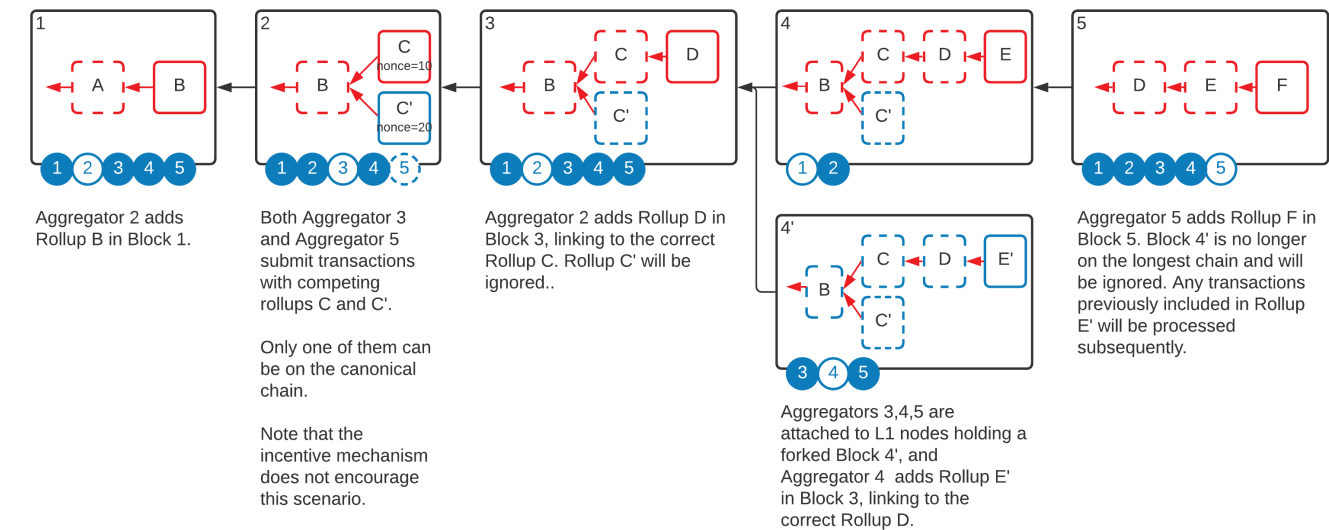 1
A
B
1 2 3 4 5
Aggregator 2 adds
Rollup B in Block 1.
2
B
C
nonce=10
C'
nonce=20
1 2 3 4 5
Both Aggregator 3
and Aggregator 5
submit transactions
with competing
rollups C and C'.
Only one of them can
be on the canonical
chain.
Note that the
incentive mechanism
does not encourage
this scenario.
3
B
C
D
C'
1 2 3 4 5
Aggregator 2 adds Rollup D in
Block 3, linking to the correct
Rollup C. Rollup C' will be
ignored..
4
B
C
D
E
C'
1 2
4'
B
C
D
E'
C'
3 4 5
Aggregators 3,4,5 are
attached to L1 nodes holding a
forked Block 4', and
Aggregator 4  adds Rollup E'
in Block 3, linking to the
correct Rollup D.
5
D
E
F
1 2 3 4 5
Aggregator 5 adds Rollup F in
Block 5. Block 4' is no longer
on the longest chain and will
be ignored. Any transactions
previously included in Rollup
E' will be processed
subsequently.